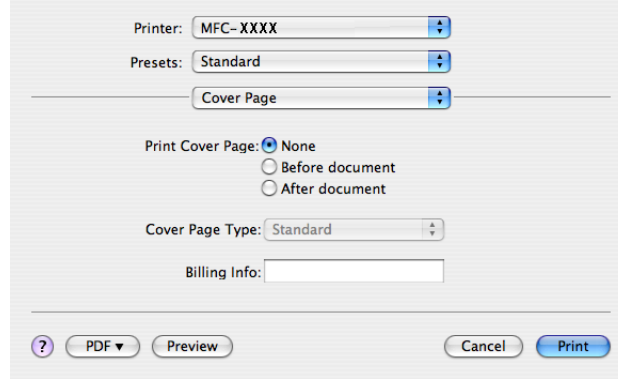 Printer: MFC-XXXX
Presets: Standard
Cover Page
Print Cover Page: None
Before document
After document
Cover Page Type: Standard
Billing Info:
? PDF ▼ Preview Cancel Print